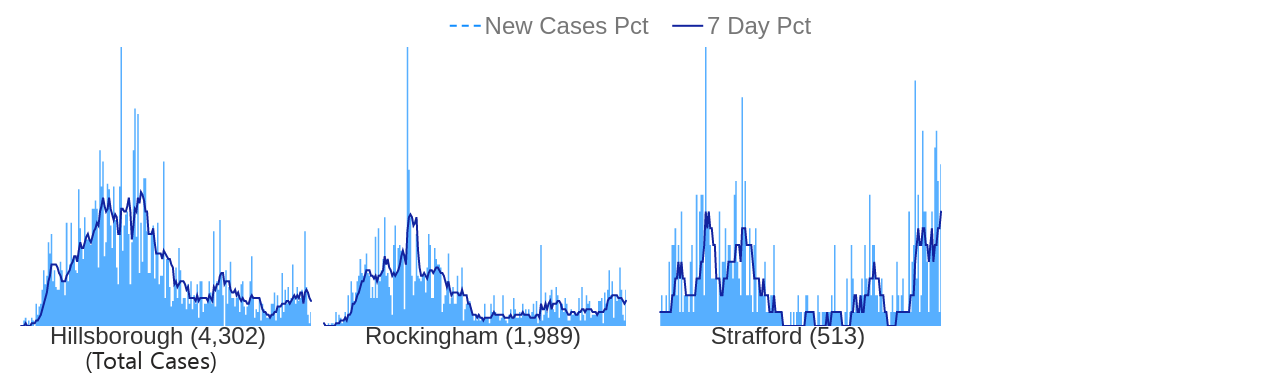 New Cases Pct 7 Day Pct
Hillsborough (4,302) Rockingham (1,989) Strafford (513)
(Total Cases)